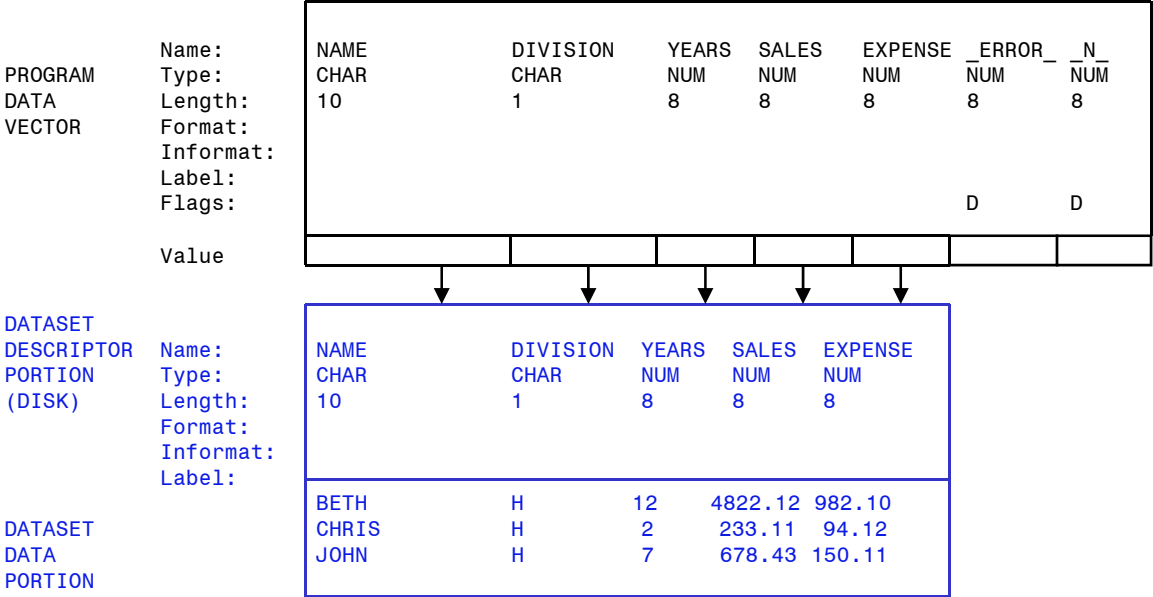 Name: NAME DIVISION YEARS SALES EXPENSE _ERROR_ _N_
PROGRAM Type: CHAR CHAR NUM NUM NUM NUM NUM
DATA Length: 10 1 8 8 8 8 8
VECTOR Format:
Informat:
Label:
Flags: D D
Value
DATASET
DESCRIPTOR Name: NAME DIVISION YEARS SALES EXPENSE
PORTION Type: CHAR CHAR NUM NUM NUM
(DISK) Length: 10 1 8 8 8
Format:
Informat:
Label:
BETH H 12 4822.12 982.10
DATASET CHRIS H 2 233.11 94.12
DATA JOHN H 7 678.43 150.11
PORTION